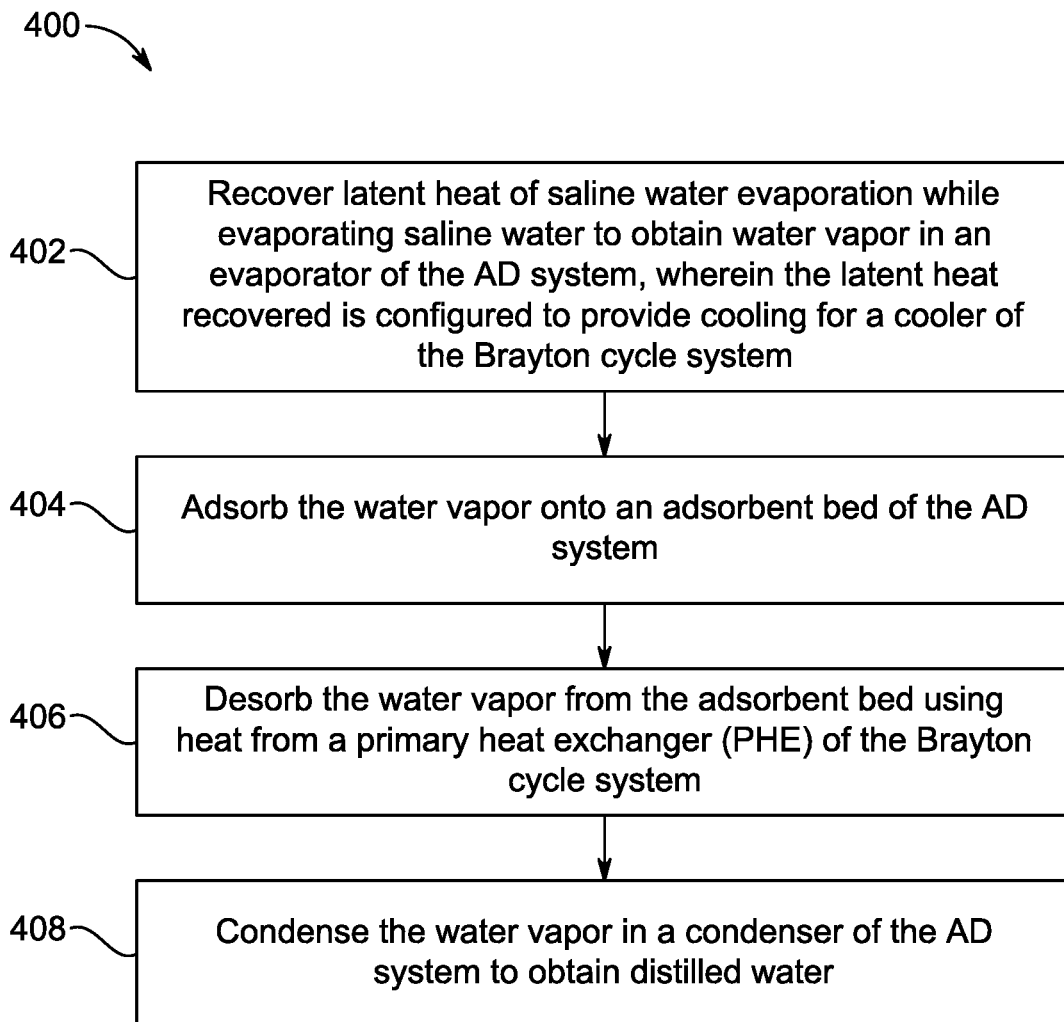 400
402
Recover latent heat of saline water evaporation while
evaporating saline water to obtain water vapor in an
evaporator of the AD system, wherein the latent heat
recovered is configured to provide cooling for a cooler of
the Brayton cycle system
404
Adsorb the water vapor onto an adsorbent bed of the AD
system
406
Desorb the water vapor from the adsorbent bed using
heat from a primary heat exchanger (PHE) of the Brayton
cycle system
408
Condense the water vapor in a condenser of the AD
system to obtain distilled water